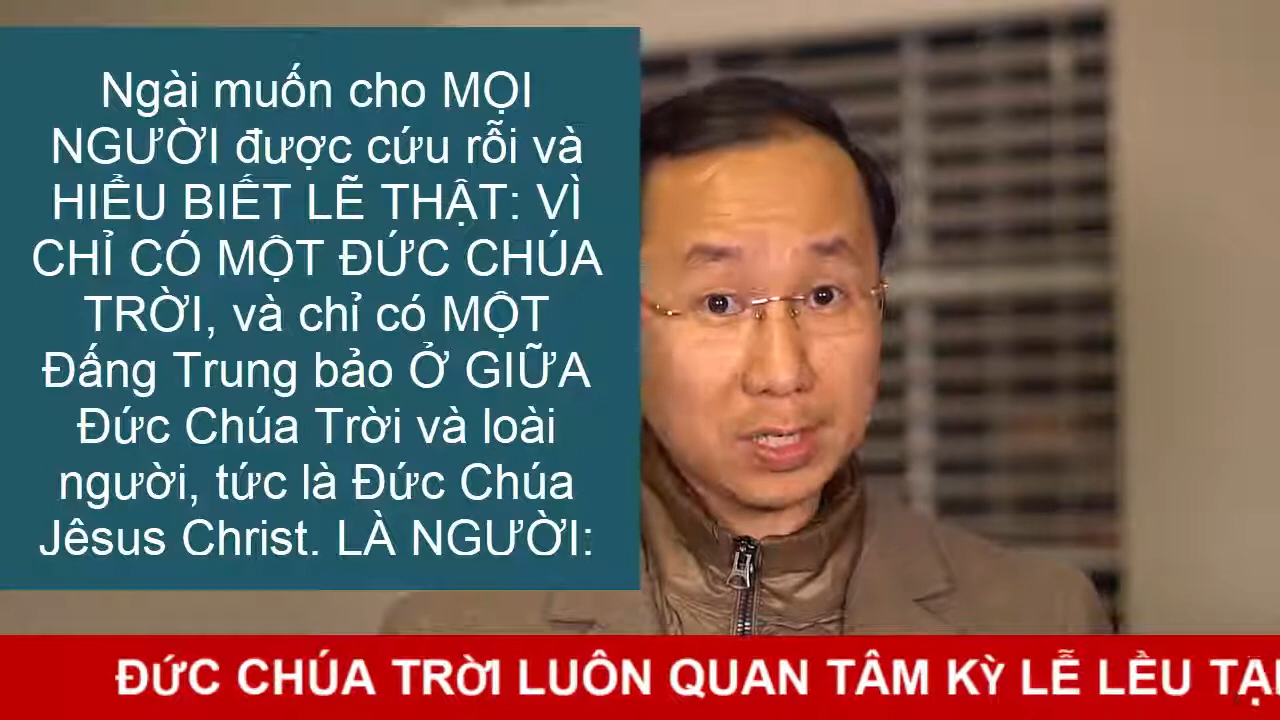 Ngài muốn cho MỌI
NGƯỜI được cứu rỗi và
HIỂU BIẾT LẼ THẬT: VÌ
CHỈ CÓ MỘT ĐỨC CHÚA
TRỜI, và chỉ có MỘT
Đấng Trung bảo Ở GIỮA
Đức Chúa Trời và loài
người, tức là Đức Chúa
Jêsus Christ. LÀ NGƯỜI:
ĐỨC CHÚA TRỜI LUÔN QUAN TÂM KỲ LỄ LỀU